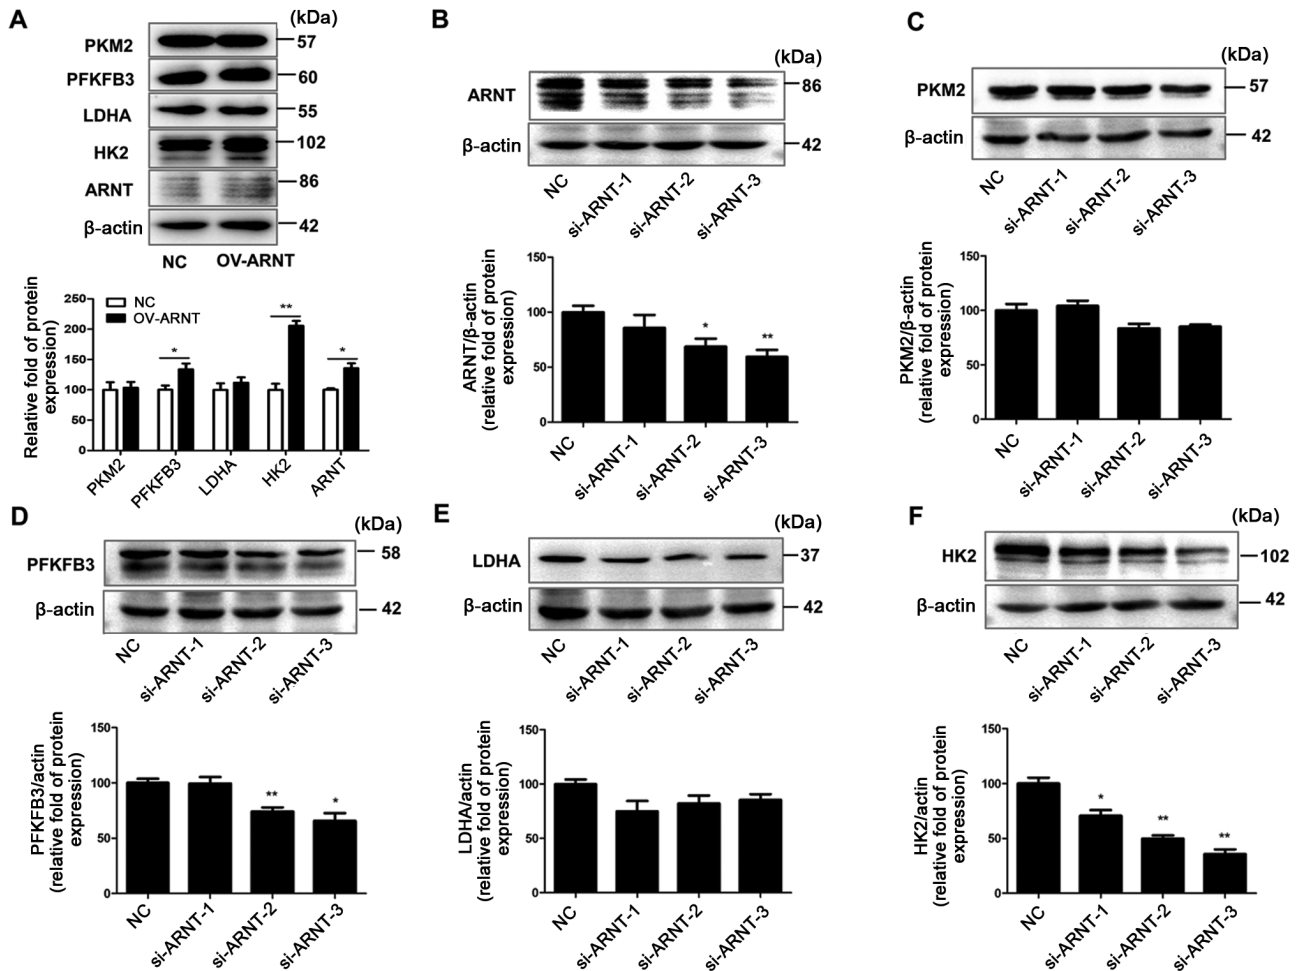 A
(kDa)
PKM2
57
PFKFB3
60
LDHA
55
HK2
102
ARNT
86
β-actin
42
NC
OV-ARNT
Relative fold of protein
expression)
250
200
150
100
50
0
NC
OV-ARNT
*
**
*
PKM2
PFKFB3
LDHA
HK2
ARNT
B
(kDa)
ARNT
86
β-actin
42
NC
si-ARNT-1
si-ARNT-2
si-ARNT-3
ARNT/β-actin
(relative fold of protein
expression)
150
100
50
0
*
**
NC
si-ARNT-1
si-ARNT-2
si-ARNT-3
C
(kDa)
PKM2
57
β-actin
42
NC
si-ARNT-1
si-ARNT-2
si-ARNT-3
PKM2/β-actin
(relative fold of protein
expression)
150
100
50
0
NC
si-ARNT-1
si-ARNT-2
si-ARNT-3
D
(kDa)
PFKFB3
58
β-actin
42
NC
si-ARNT-1
si-ARNT-2
si-ARNT-3
PFKFB3/actin
(relative fold of protein
expression)
150
100
50
0
**
*
NC
si-ARNT-1
si-ARNT-2
si-ARNT-3
E
(kDa)
LDHA
37
β-actin
42
NC
si-ARNT-1
si-ARNT-2
si-ARNT-3
LDHA/actin
(relative fold of protein
expression)
150
100
50
0
NC
si-ARNT-1
si-ARNT-2
si-ARNT-3
F
(kDa)
HK2
102
β-actin
42
NC
si-ARNT-1
si-ARNT-2
si-ARNT-3
HK2/actin
(relative fold of protein
expression)
150
100
50
0
*
**
**
NC
si-ARNT-1
si-ARNT-2
si-ARNT-3